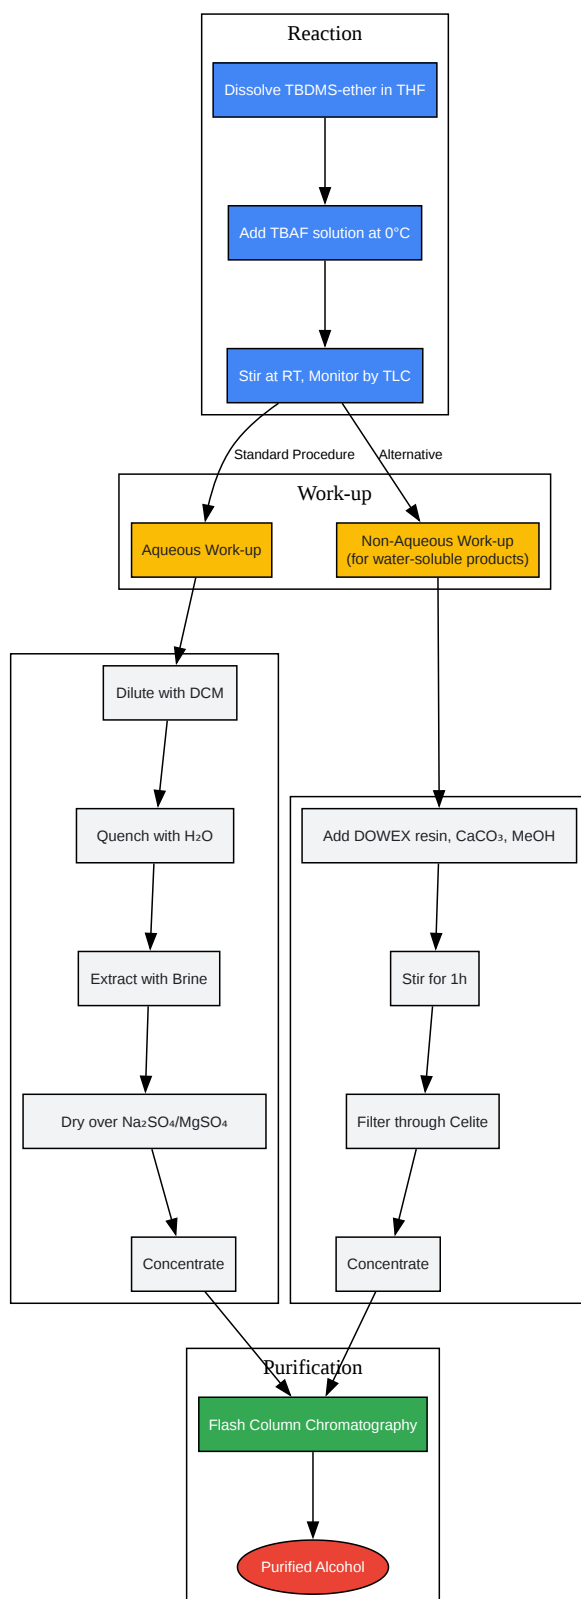 Reaction
Dissolve TBDMS-ether in THF
Add TBAF solution at 0°C
Stir at RT, Monitor by TLC
Standard Procedure
Alternative
Work-up
Aqueous Work-up
Non-Aqueous Work-up
(for water-soluble products)
Dilute with DCM
Quench with H₂O
Extract with Brine
Dry over Na₂SO₄/MgSO₄
Concentrate
Add DOWEX resin, CaCO₃, MeOH
Stir for 1h
Filter through Celite
Concentrate
Purification
Flash Column Chromatography
Purified Alcohol